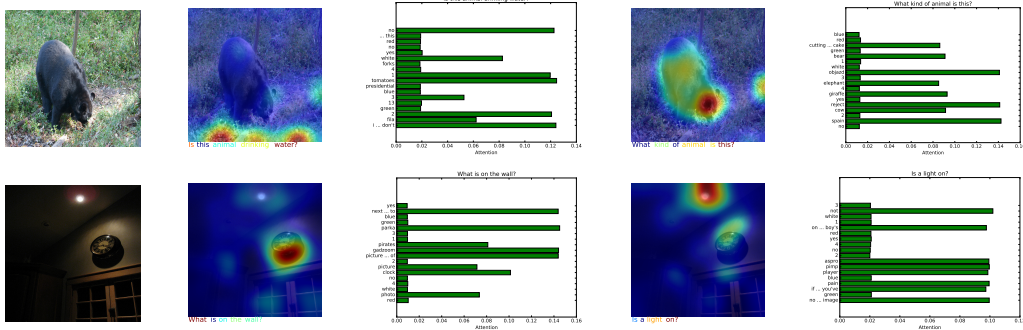 What kind of animal is this?
no
... this
red
no
yes
white
forks
4
1
tomatoes
presidential
blue
3
13
green
2
fila
i ... don't
0.00 0.02 0.04 0.06 0.08 0.10 0.12 0.14
Attention
Is this animal drinking water?
blue
red
cutting ... cake
green
bear
1
white
objezd
3
elephant
4
giraffe
yes
reject
cow
2
spain
no
0.00 0.02 0.04 0.06 0.08 0.10 0.12 0.14 0.16
Attention
What kind of animal is this?
What is on the wall?
yes
next ... to
blue
green
parka
3
1
pirates
gadzoom
picture ... of
2
picture
clock
no
4
white
photo
red
0.00 0.02 0.04 0.06 0.08 0.10 0.12 0.14 0.16
Attention
What is on the wall?
Is a light on?
3
not
white
1
on ... boy's
red
yes
4
no
2
aspro
pimp
player
blue
pain
if ... you've
green
no ... image
0.00 0.02 0.04 0.06 0.08 0.10
Attention
Is a light on?